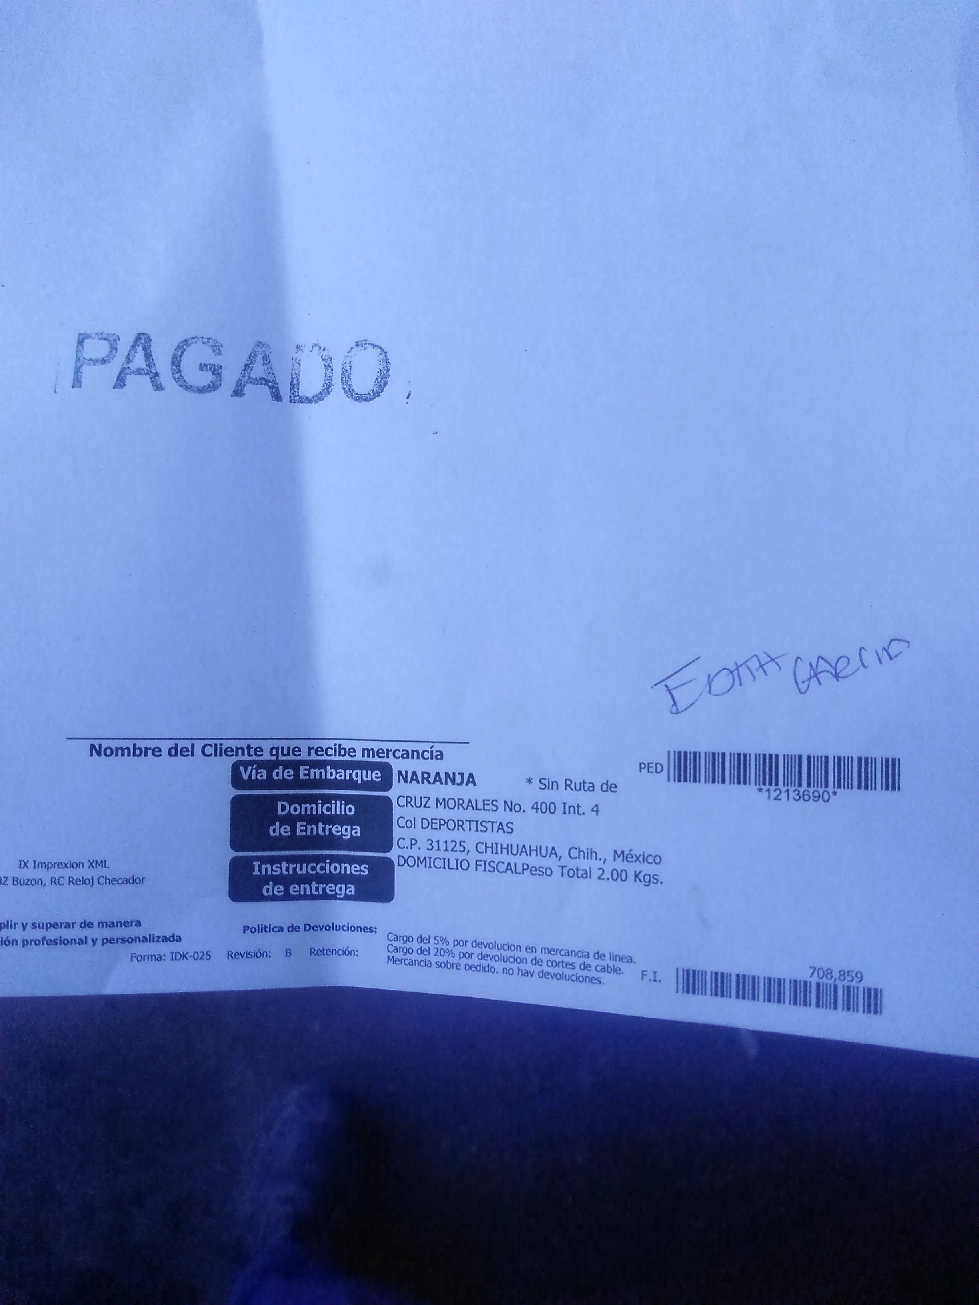 PAGADO
EDITH GARCIA
Nombre del Cliente que recibe mercancía
Vía de Embarque NARANJA * Sin Ruta de
PED *1213690*
Domicilio de Entrega
CRUZ MORALES No. 400 Int. 4
Col DEPORTISTAS
C.P. 31125, CHIHUAHUA, Chih., México
Instrucciones de entrega
DOMICILIO FISCALPeso Total 2.00 Kgs.
IX Imprexion XML
BZ Buzon, RC Reloj Checador
plir y superar de manera
ión profesional y personalizada
Forma: IDK-025 Revisión: B Retención:
Politica de Devoluciones:
Cargo del 5% por devolucion en mercancia de linea.
Cargo del 20% por devolucion de cortes de cable.
Mercancia sobre pedido. no hay devoluciones.
F.I. 708,859